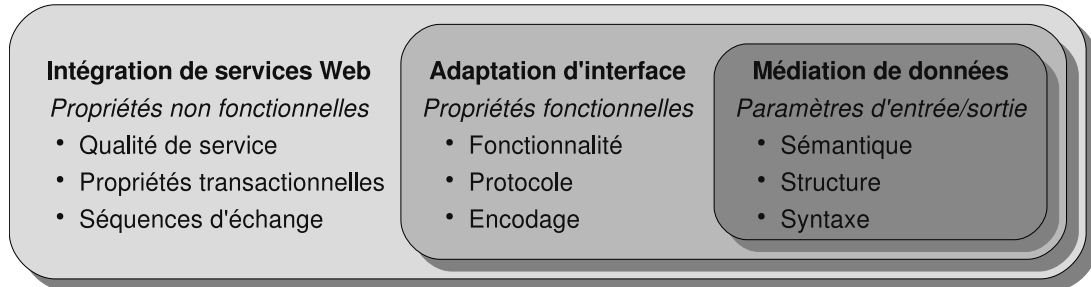 Intégration de services Web
Propriétés non fonctionnelles
• Qualité de service
• Propriétés transactionnelles
• Séquences d'échange
Adaptation d'interface
Propriétés fonctionnelles
• Fonctionnalité
• Protocole
• Encodage
Médiation de données
Paramètres d'entrée/sortie
• Sémantique
• Structure
• Syntaxe